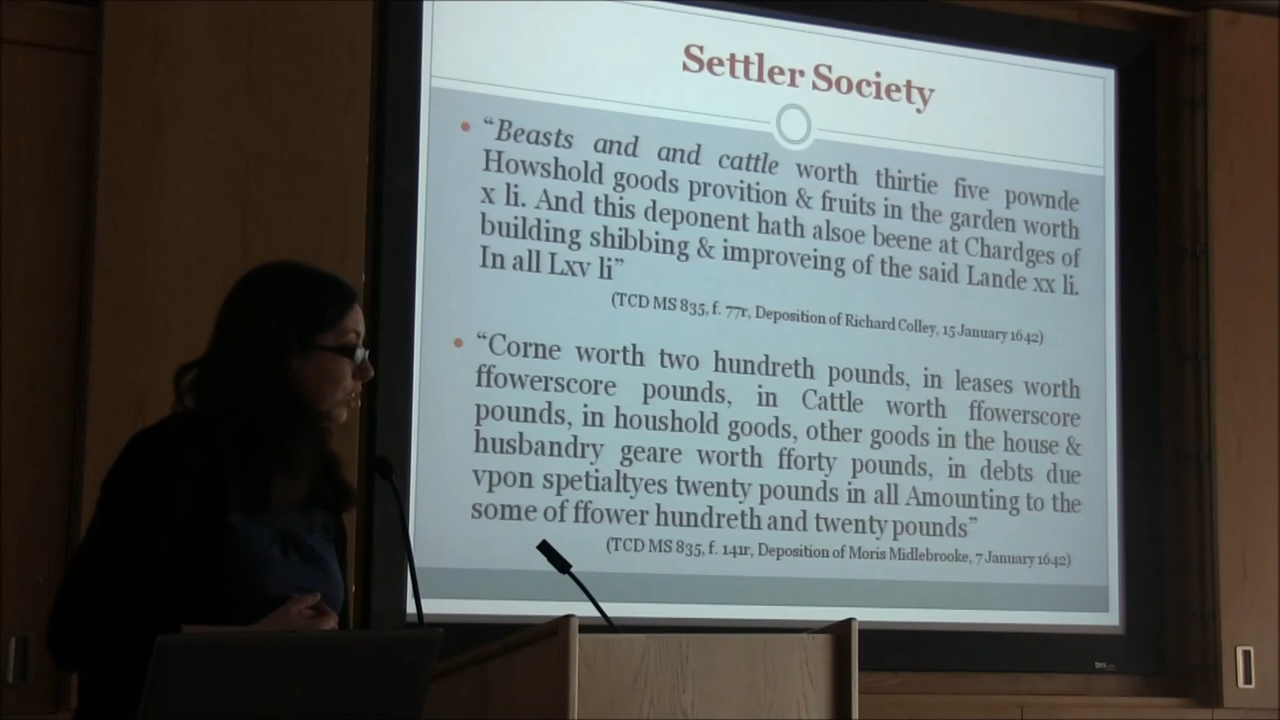 Settler Society
• “Beasts and and cattle worth thirtie five pownde
Howshold goods provition & fruits in the garden worth
x li. And this deponent hath alsoe beene at Chardges of
building shibbing & improveing of the said Lande xx li.
In all Lxv li”
(TCD MS 835, f. 77r, Deposition of Richard Colley, 15 January 1642)
• “Corne worth two hundreth pounds, in leases worth
ffowerscore pounds, in Cattle worth ffowerscore
pounds, in houshold goods, other goods in the house &
husbandry geare worth fforty pounds, in debts due
vpon spetialtyes twenty pounds in all Amounting to the
some of ffower hundreth and twenty pounds”
(TCD MS 835, f. 141r, Deposition of Moris Midlebrooke, 7 January 1642)